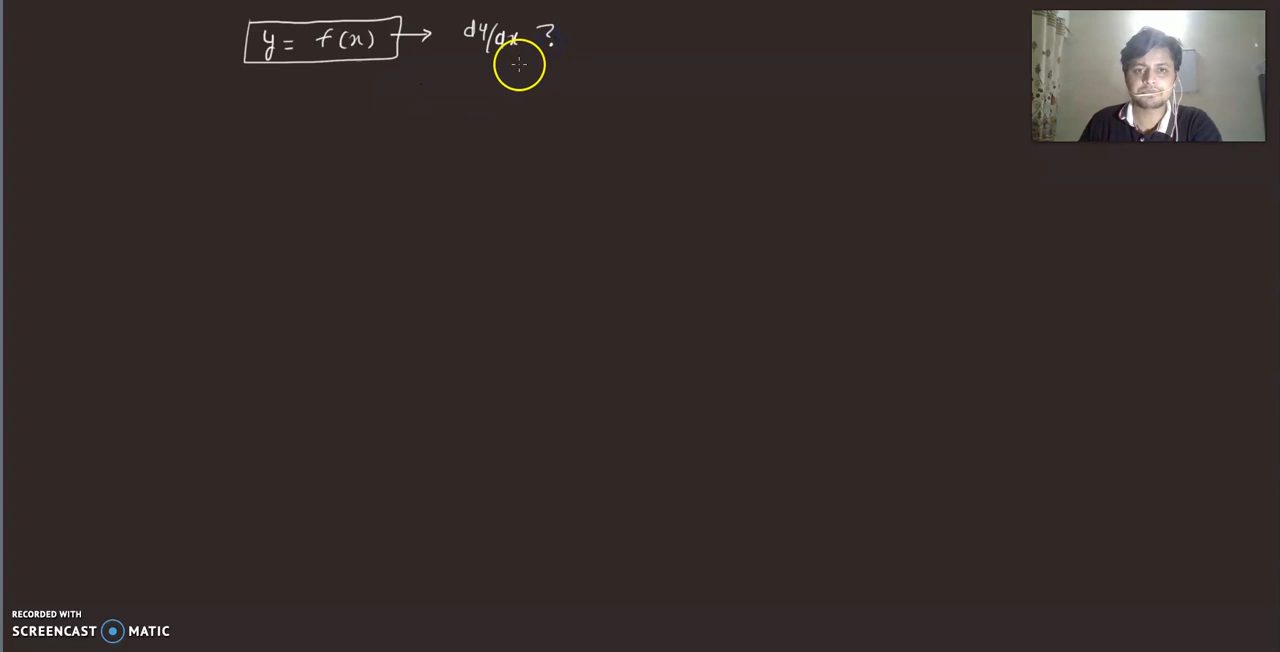 y = f(x) → dy/dx ?
RECORDED WITH
SCREENCAST MATIC